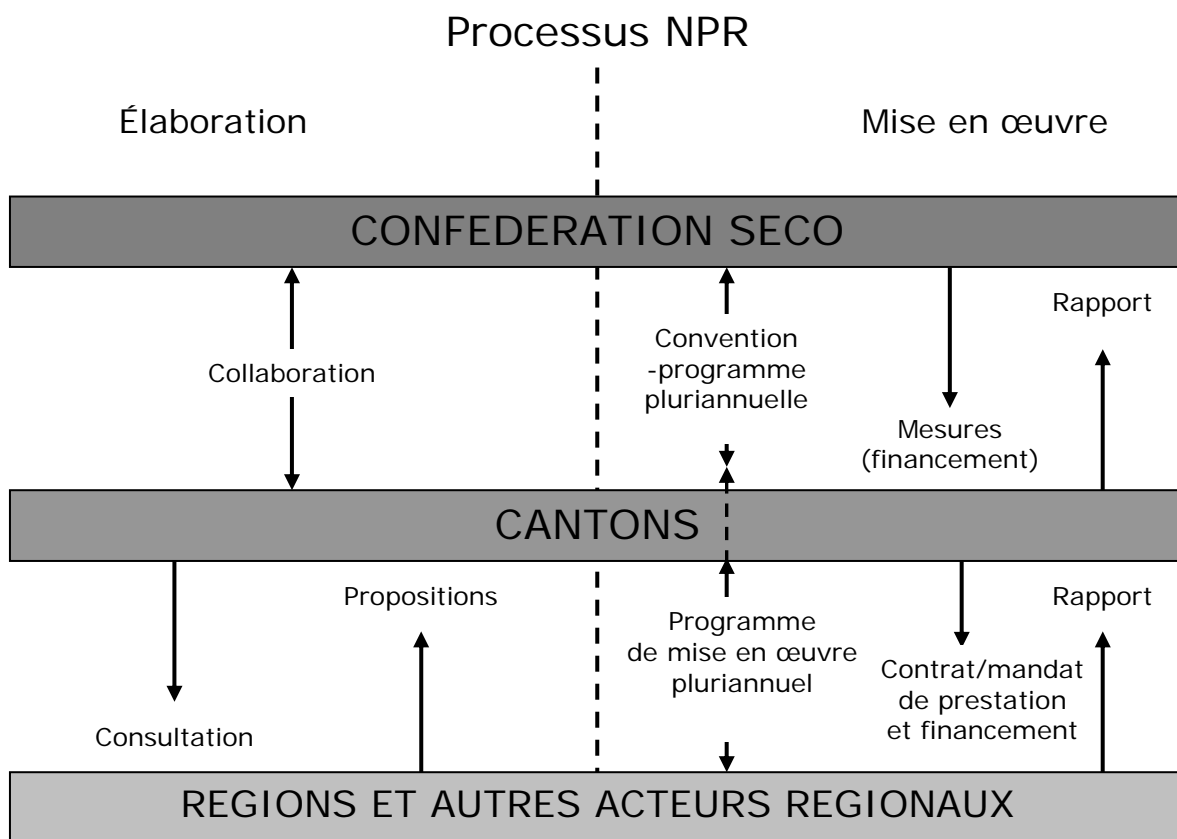 Processus NPR
Élaboration
Mise en œuvre
CONFEDERATION SECO
Collaboration
Convention
-programme
pluriannuelle
Mesures
(financement)
Rapport
CANTONS
Consultation
Propositions
Programme
de mise en œuvre
pluriannuel
Contrat/mandat
de prestation
et financement
Rapport
REGIONS ET AUTRES ACTEURS REGIONAUX